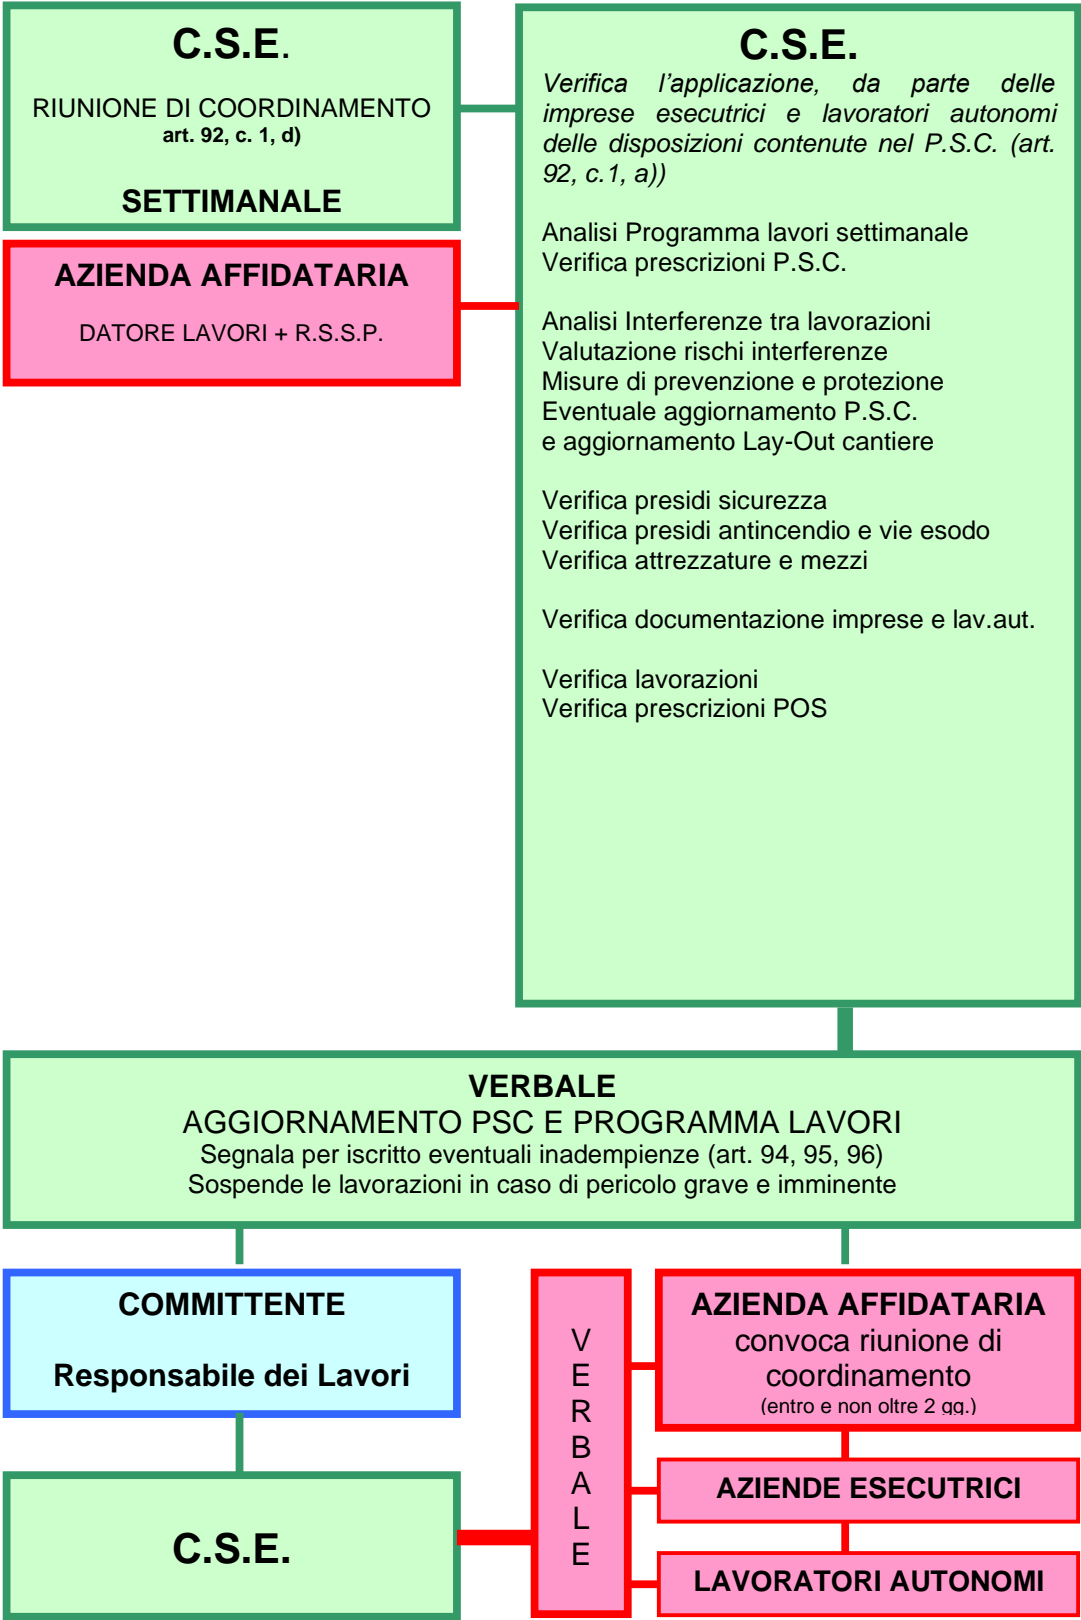 C.S.E.
RIUNIONE DI COORDINAMENTO
art. 92, c. 1, d)
SETTIMANALE
AZIENDA AFFIDATARIA
DATORE LAVORI + R.S.S.P.
C.S.E.
Verifica l'applicazione, da parte delle
imprese esecutrici e lavoratori autonomi
delle disposizioni contenute nel P.S.C. (art.
92, c.1, a))
Analisi Programma lavori settimanale
Verifica prescrizioni P.S.C.
Analisi Interferenze tra lavorazioni
Valutazione rischi interferenze
Misure di prevenzione e protezione
Eventuale aggiornamento P.S.C.
e aggiornamento Lay-Out cantiere
Verifica presidi sicurezza
Verifica presidi antincendio e vie esodo
Verifica attrezzature e mezzi
Verifica documentazione imprese e lav.aut.
Verifica lavorazioni
Verifica prescrizioni POS
VERBALE
AGGIORNAMENTO PSC E PROGRAMMA LAVORI
Segnala per iscritto eventuali inadempienze (art. 94, 95, 96)
Sospende le lavorazioni in caso di pericolo grave e imminente
COMMITTENTE
Responsabile dei Lavori
C.S.E.
V
E
R
B
A
L
E
AZIENDA AFFIDATARIA
convoca riunione di
coordinamento
(entro e non oltre 2 gg.)
AZIENDE ESECUTRICI
LAVORATORI AUTONOMI